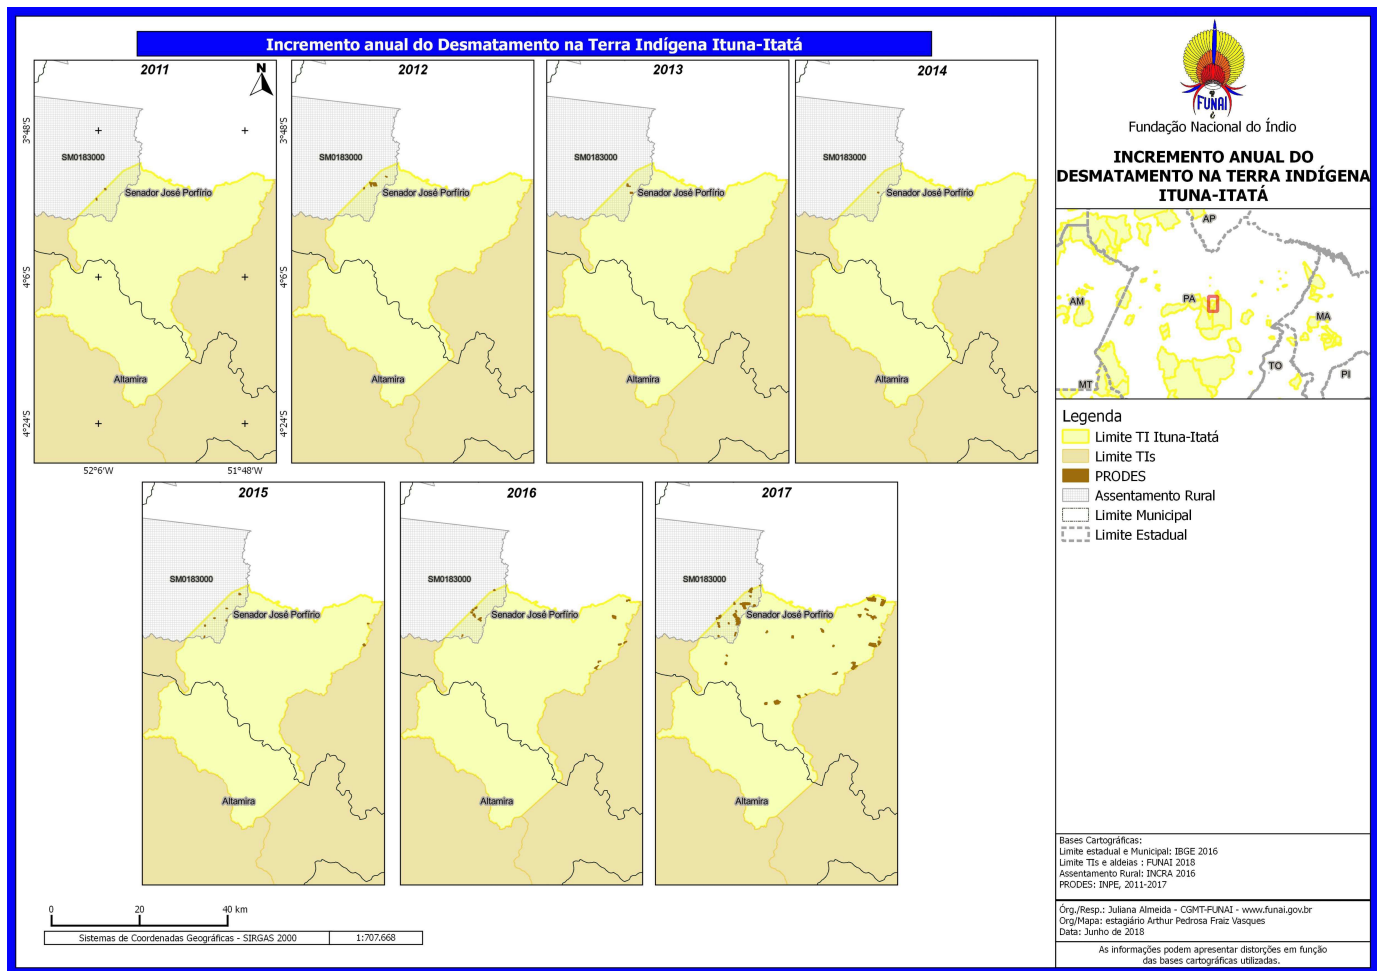 Incremento anual do Desmatamento na Terra Indígena Ituna-Itatá
2011
N
2012
2013
2014
3°48'S
4°6'S
4°24'S
52°6'W
51°48'W
SM0183000
Senador José Porfírio
Altamira
3°48'S
4°6'S
4°24'S
SM0183000
Senador José Porfírio
Altamira
SM0183000
Senador José Porfírio
Altamira
SM0183000
Senador José Porfírio
Altamira
2015
2016
2017
SM0183000
Senador José Porfírio
Altamira
SM0183000
Senador José Porfírio
Altamira
SM0183000
Senador José Porfírio
Altamira
0 20 40 km
Sistemas de Coordenadas Geográficas - SIRGAS 2000 1:707.668
FUNAI
Fundação Nacional do Índio
INCREMENTO ANUAL DO
DESMATAMENTO NA TERRA INDÍGENA
ITUNA-ITATÁ
AP
AM
PA
MA
TO
PI
MT
Legenda
Limite TI Ituna-Itatá
Limite TIs
PRODES
Assentamento Rural
Limite Municipal
Limite Estadual
Bases Cartográficas:
Limite estadual e Municipal: IBGE 2016
Limite TIs e aldeias : FUNAI 2018
Assentamento Rural: INCRA 2016
PRODES: INPE, 2011-2017
Órg./Resp.: Juliana Almeida - CGMT-FUNAI - www.funai.gov.br
Org/Mapa: estagiário Arthur Pedrosa Fraiz Vasques
Data: Junho de 2018
As informações podem apresentar distorções em função
das bases cartográficas utilizadas.